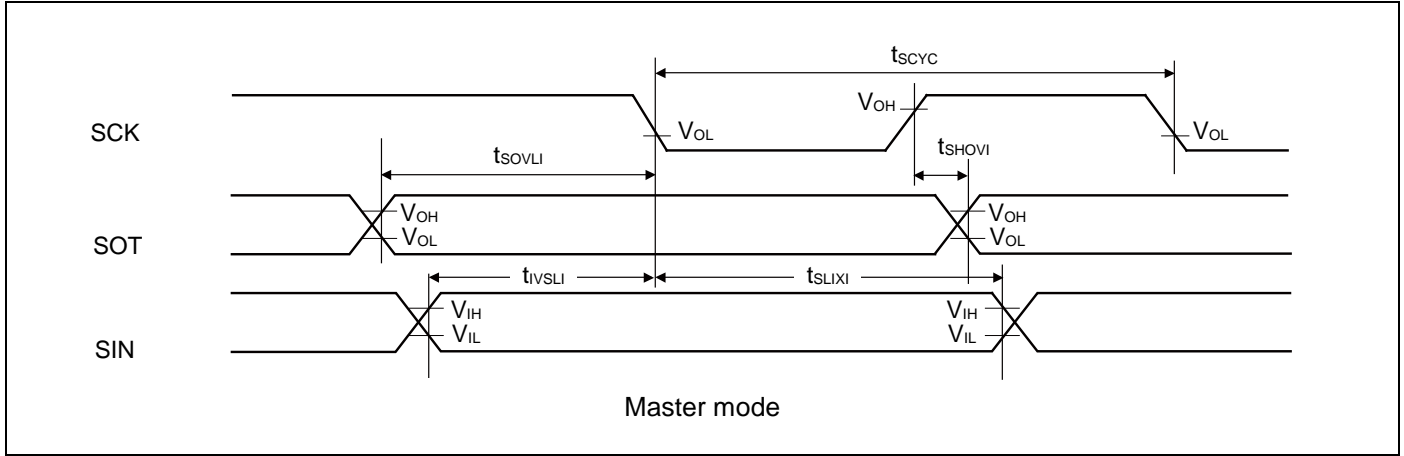 tSCYC
SCK
VOH
VOL
VOL
tSOVLI
tSHOVI
SOT
VOH
VOL
VOH
VOL
tIVSLI
tSLIXI
SIN
VIH
VIL
VIH
VIL
Master mode